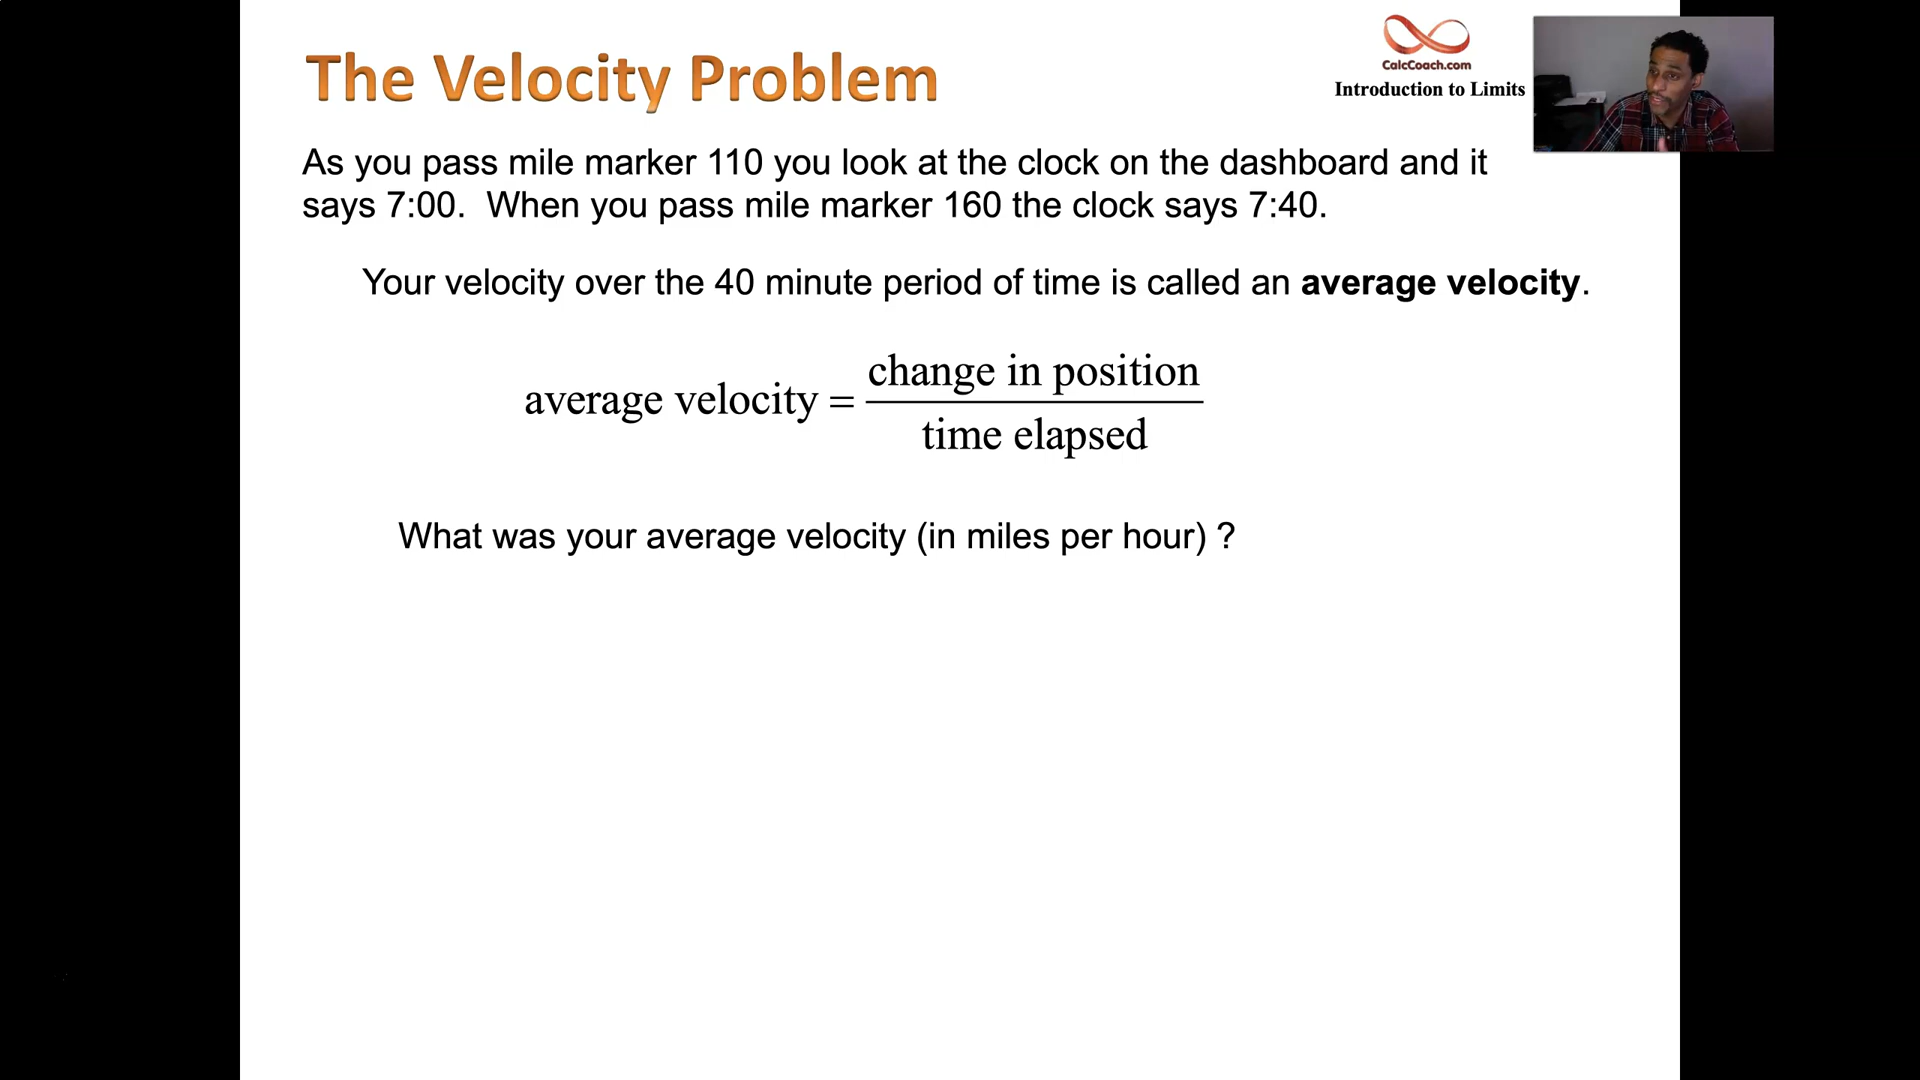 The Velocity Problem
CalcCoach.com
Introduction to Limits
As you pass mile marker 110 you look at the clock on the dashboard and it
says 7:00.  When you pass mile marker 160 the clock says 7:40.
Your velocity over the 40 minute period of time is called an average velocity.
average velocity = change in position / time elapsed
What was your average velocity (in miles per hour) ?